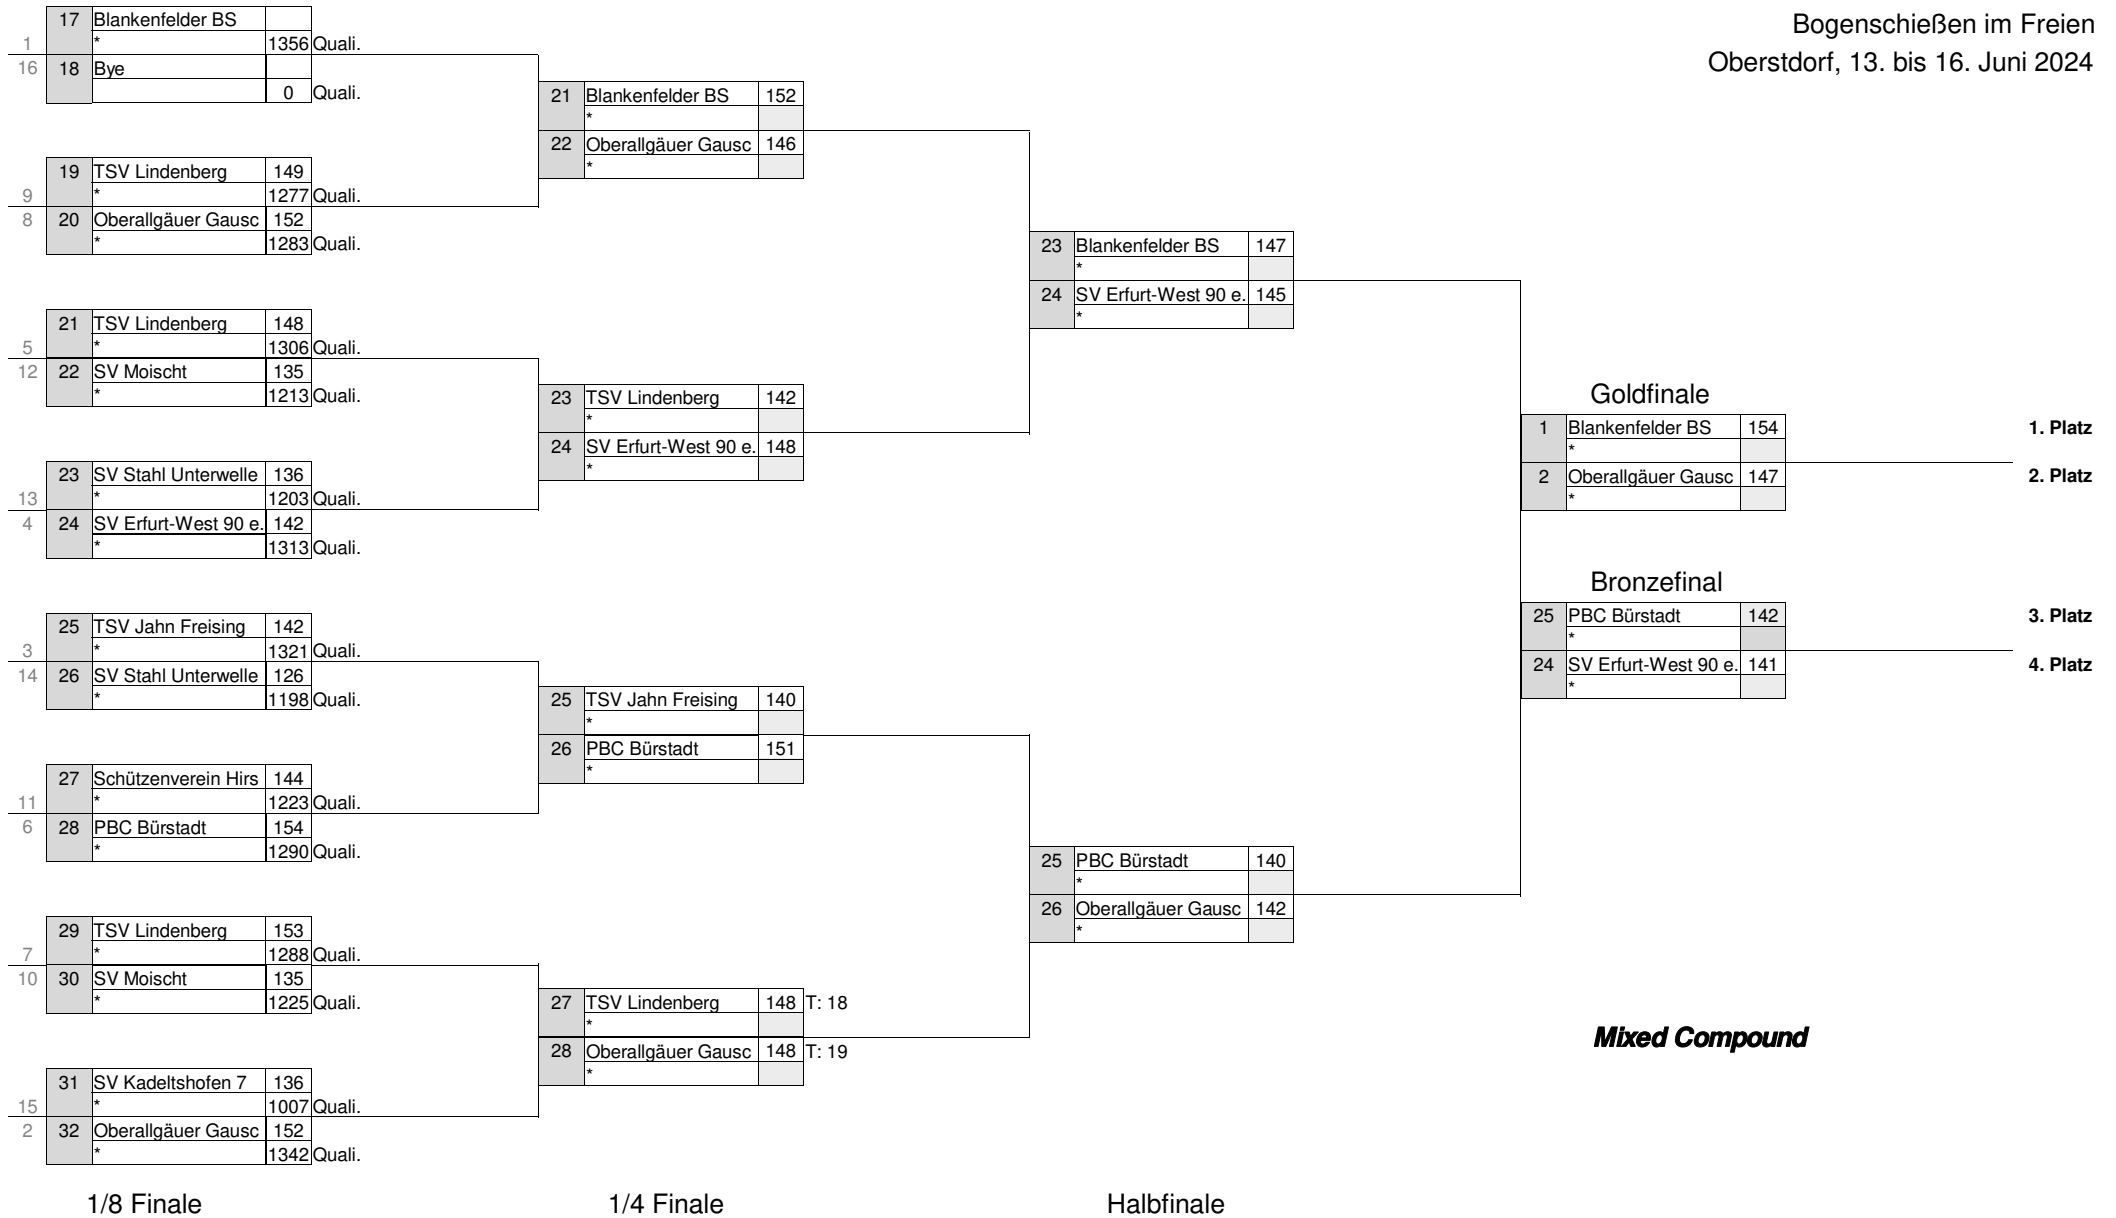 Bogenschießen im Freien
Oberstdorf, 13. bis 16. Juni 2024
17 Blankenfelder BS
1 * 1356 Quali.
16 18 Bye
0 Quali.
19 TSV Lindenberg 149
9 * 1277 Quali.
8 20 Oberallgäuer Gausc 152
* 1283 Quali.
21 TSV Lindenberg 148
5 * 1306 Quali.
12 22 SV Moischt 135
* 1213 Quali.
23 SV Stahl Unterwelle 136
13 * 1203 Quali.
4 24 SV Erfurt-West 90 e. 142
* 1313 Quali.
25 TSV Jahn Freising 142
3 * 1321 Quali.
14 26 SV Stahl Unterwelle 126
* 1198 Quali.
27 Schützenverein Hirs 144
11 * 1223 Quali.
6 28 PBC Bürstadt 154
* 1290 Quali.
29 TSV Lindenberg 153
7 * 1288 Quali.
10 30 SV Moischt 135
* 1225 Quali.
31 SV Kadeltshofen 7 136
15 * 1007 Quali.
2 32 Oberallgäuer Gausc 152
* 1342 Quali.
1/8 Finale
21 Blankenfelder BS 152
*
22 Oberallgäuer Gausc 146
*
23 TSV Lindenberg 142
*
24 SV Erfurt-West 90 e. 148
*
25 TSV Jahn Freising 140
*
26 PBC Bürstadt 151
*
27 TSV Lindenberg 148 T: 18
*
28 Oberallgäuer Gausc 148 T: 19
*
1/4 Finale
23 Blankenfelder BS 147
*
24 SV Erfurt-West 90 e. 145
*
25 PBC Bürstadt 140
*
26 Oberallgäuer Gausc 142
*
Halbfinale
Goldfinale
1 Blankenfelder BS 154 1. Platz
*
2 Oberallgäuer Gausc 147 2. Platz
*
Bronzefinal
25 PBC Bürstadt 142 3. Platz
*
24 SV Erfurt-West 90 e. 141 4. Platz
*
Mixed Compound